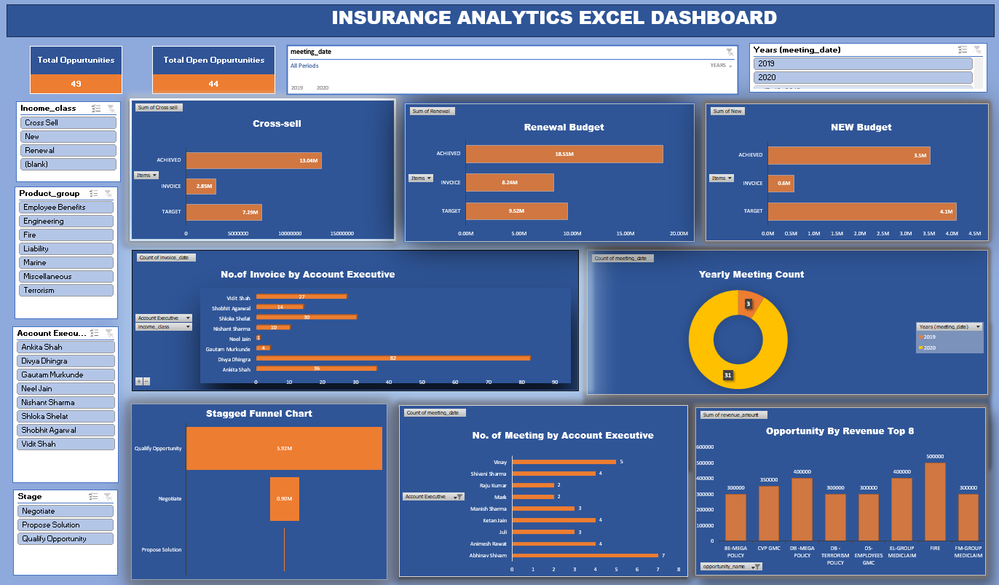 INSURANCE ANALYTICS EXCEL DASHBOARD
Total Oppurtunities
49
Total Open Oppurtunities
44
meeting_date
All Periods
YEARS
2019
2020
Years (meeting_date)
2019
2020
Income_class
Cross Sell
New
Renewal
(blank)
Product_group
Employee Benefits
Engineering
Fire
Liability
Marine
Miscellaneous
Terrorism
Account Execu...
Ankita Shah
Divya Dhingra
Gautam Murkunde
Neel Jain
Nishant Sharma
Shloka Shelat
Shobhit Agarwal
Vidit Shah
Stage
Negotiate
Propose Solution
Qualify Opportunity
Sum of Cross sell
Cross-sell
ACHIEVED
13.04M
Items
INVOICE
2.85M
TARGET
7.29M
0 5000000 10000000 15000000
Sum of Renewal
Renewal Budget
ACHIEVED
18.51M
Items
INVOICE
8.24M
TARGET
9.52M
0.00M 5.00M 10.00M 15.00M 20.00M
Sum of New
NEW Budget
ACHIEVED
3.5M
Items
INVOICE
0.6M
TARGET
4.1M
0.0M 0.5M 1.0M 1.5M 2.0M 2.5M 3.0M 3.5M 4.0M 4.5M
Count of invoice_date
No.of Invoice by Account Executive
Account Executive
Income_class
Vidit Shah 27
Shobhit Agarwal 14
Shloka Shelat 30
Nishant Sharma 10
Neel Jain 1
Gautam Murkunde 4
Divya Dhingra 82
Ankita Shah 36
0 10 20 30 40 50 60 70 80 90
+ −
Count of meeting_date
Yearly Meeting Count
3
31
Years (meeting_date)
2019
2020
Stagged Funnel Chart
Qualify Opportunity
5.92M
Negotiate
0.90M
Propose Solution
Count of meeting_date
No. of Meeting by Account Executive
Account Executive
Vinay 5
Shivani Sharma 4
Raju Kumar 2
Mark 2
Manish Sharma 3
Ketan Jain 4
Juli 3
Animesh Rawat 4
Abhinav Shivam 7
0 1 2 3 4 5 6 7 8
Sum of revenue_amount
Opportunity By Revenue Top 8
600000
500000
400000
300000
200000
100000
0
300000
350000
400000
300000
300000
400000
500000
300000
BE-MEGA POLICY
CVP GMC
DB -MEGA POLICY
DB - TERRORISM POLICY
DS- EMPLOYEES GMC
EL-GROUP MEDICLAIM
FIRE
FM-GROUP MEDICLAIM
opportunity_name